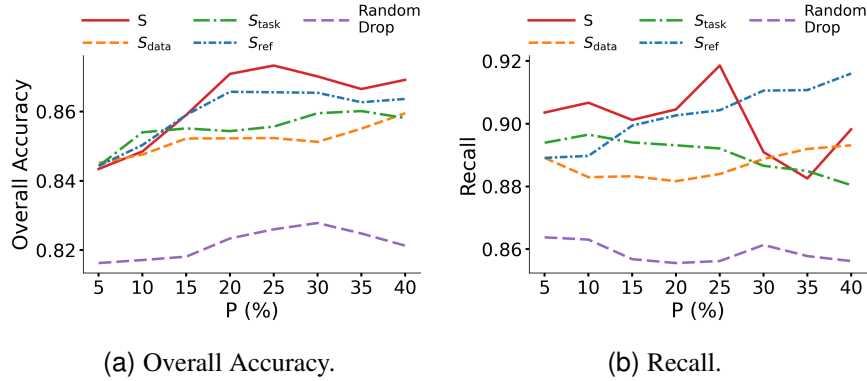 S
S_data
S_task
S_ref
Random
Drop
Overall Accuracy
0.86
0.84
0.82
5 10 15 20 25 30 35 40
P (%)
(a) Overall Accuracy.
S
S_data
S_task
S_ref
Random
Drop
Recall
0.92
0.90
0.88
0.86
5 10 15 20 25 30 35 40
P (%)
(b) Recall.